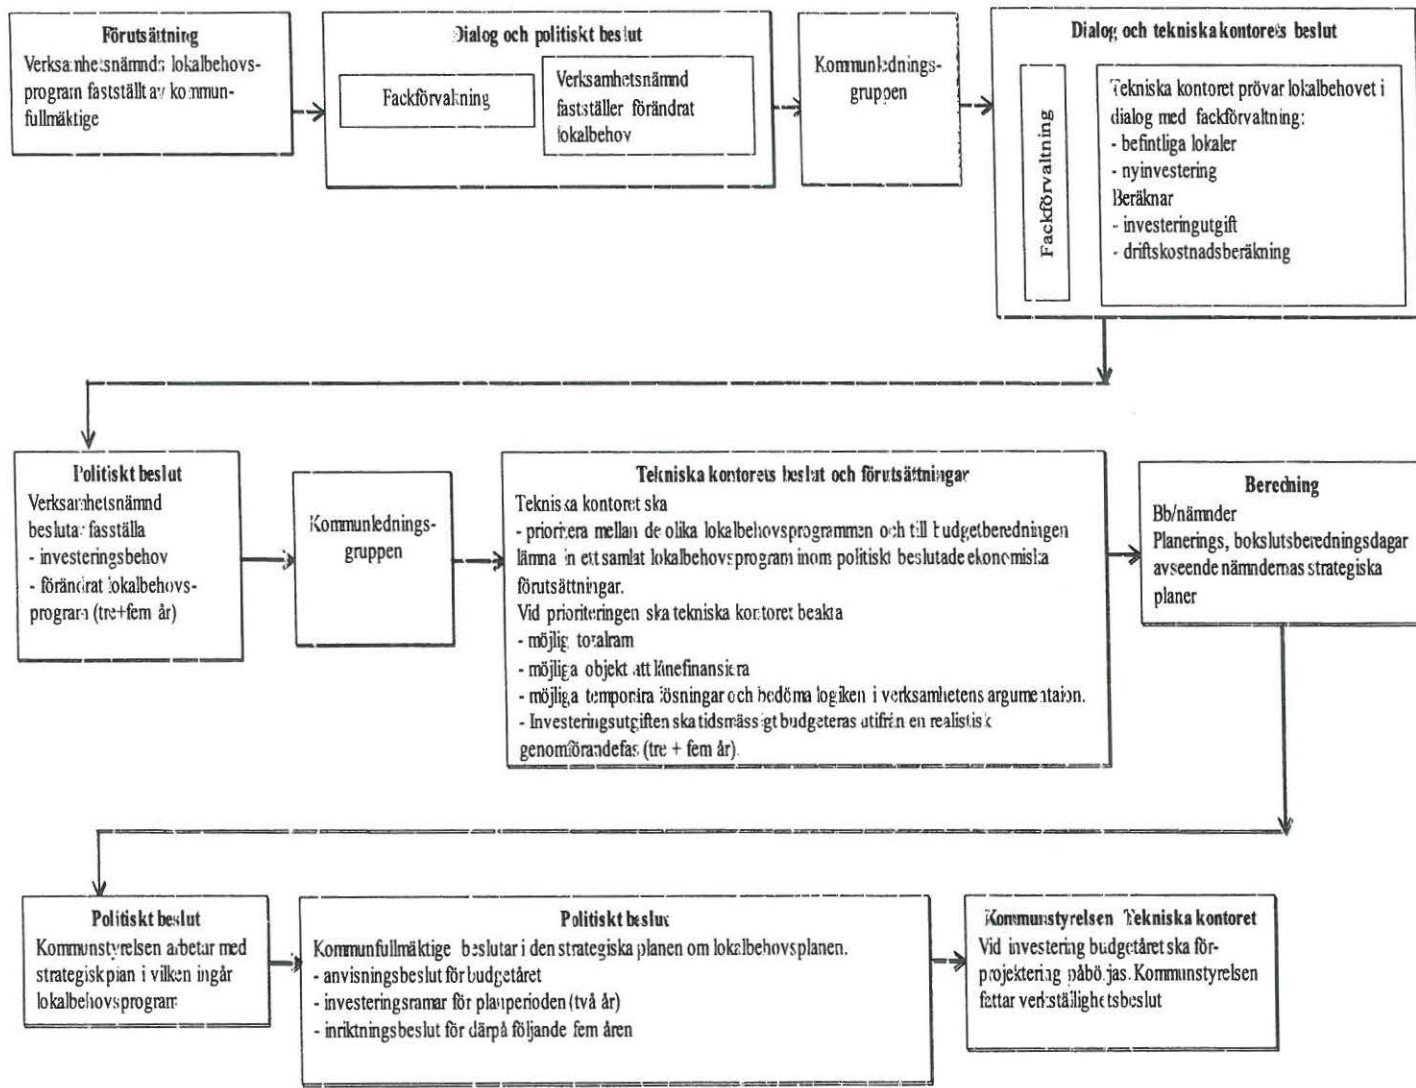 Förutsättning
Verksamhetsnämnds lokalbehovs-
program fastställt av kommun-
fullmäktige
Dialog och politiskt beslut
Fackförvaltning
Verksamhetsnämnd
fastställer förändrat
lokalbehov
Kommunlednings-
gruppen
Dialog och tekniska kontorets beslut
Fackförvaltning
Tekniska kontoret prövar lokalbehovet i
dialog med fackförvaltning:
- befintliga lokaler
- nyinvestering
Beräknar
- investeringutgift
- driftskostnadsberäkning
Politiskt beslut
Verksamhetsnämnd
beslutar fasställa
- investeringsbehov
- förändrat lokalbehovs-
program (tre+fem år)
Kommunlednings-
gruppen
Tekniska kontorets beslut och förutsättningar
Tekniska kontoret ska
- prioritera mellan de olika lokalbehovsprogrammen och till budgetberedningen
lämna in ett samlat lokalbehovsprogram inom politiskt beslutade ekonomiska
förutsättningar.
Vid prioriteringen ska tekniska kontoret beakta
- möjlig totalram
- möjliga objekt att lånefinansiera
- möjliga temporära lösningar och bedöma logiken i verksamhetens argumentaion.
- Investeringsutgiften ska tidsmässigt budgeteras utifrån en realistisk
genomförandefas (tre + fem år).
Beredning
Bb/nämnder
Planerings, bokslutsberedningsdagar
avseende nämndernas strategiska
planer
Politiskt beslut
Kommunstyrelsen arbetar med
strategisk plan i vilken ingår
lokalbehovsprogram
Politiskt beslut
Kommunfullmäktige beslutar i den strategiska planen om lokalbehovsplanen.
- anvisningsbeslut för budgetåret
- investeringsramar för planperioden (två år)
- inriktningsbeslut för därpå följande fem åren
Kommunstyrelsen Tekniska kontoret
Vid investering budgetåret ska för-
projektering påbörjas. Kommunstyrelsen
fattar verkställighetsbeslut